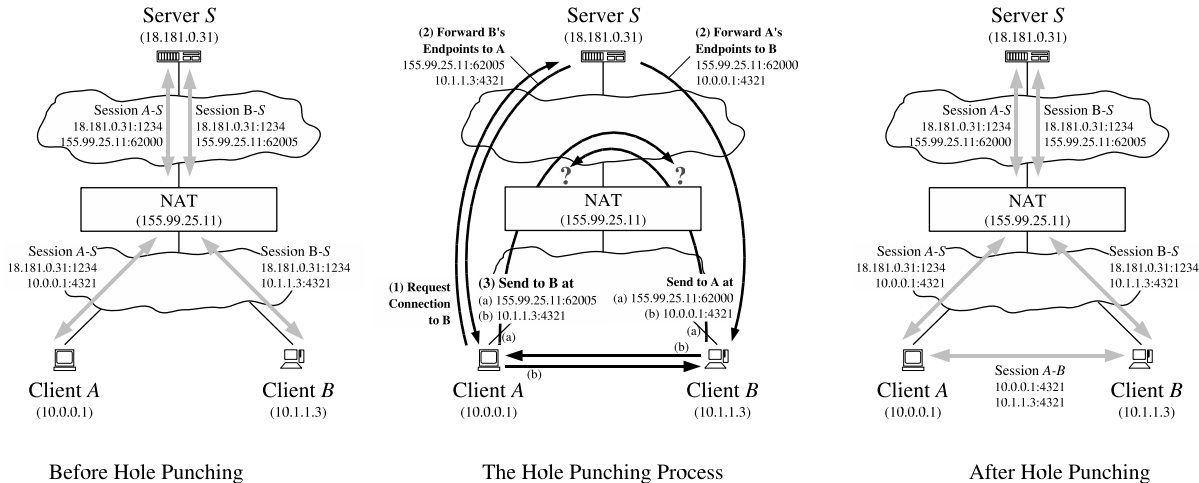 Server S
(18.181.0.31)
Session A-S
18.181.0.31:1234
155.99.25.11:62000
Session B-S
18.181.0.31:1234
155.99.25.11:62005
NAT
(155.99.25.11)
Session A-S
18.181.0.31:1234
10.0.0.1:4321
Session B-S
18.181.0.31:1234
10.1.1.3:4321
Client A
(10.0.0.1)
Client B
(10.1.1.3)
Before Hole Punching
Server S
(18.181.0.31)
(2) Forward B's
Endpoints to A
155.99.25.11:62005
10.1.1.3:4321
(2) Forward A's
Endpoints to B
155.99.25.11:62000
10.0.0.1:4321
?
?
NAT
(155.99.25.11)
(1) Request
Connection
to B
(3) Send to B at
(a) 155.99.25.11:62005
(b) 10.1.1.3:4321
Send to A at
(a) 155.99.25.11:62000
(b) 10.0.0.1:4321
(a)
(a)
(b)
(b)
Client A
(10.0.0.1)
Client B
(10.1.1.3)
The Hole Punching Process
Server S
(18.181.0.31)
Session A-S
18.181.0.31:1234
155.99.25.11:62000
Session B-S
18.181.0.31:1234
155.99.25.11:62005
NAT
(155.99.25.11)
Session A-S
18.181.0.31:1234
10.0.0.1:4321
Session B-S
18.181.0.31:1234
10.1.1.3:4321
Client A
(10.0.0.1)
Session A-B
10.0.0.1:4321
10.1.1.3:4321
Client B
(10.1.1.3)
After Hole Punching